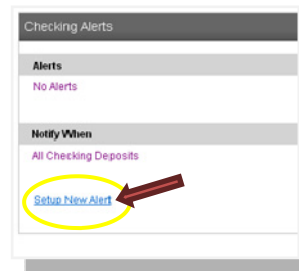 Checking Alerts
Alerts
No Alerts
Notify When
All Checking Deposits
Setup New Alert